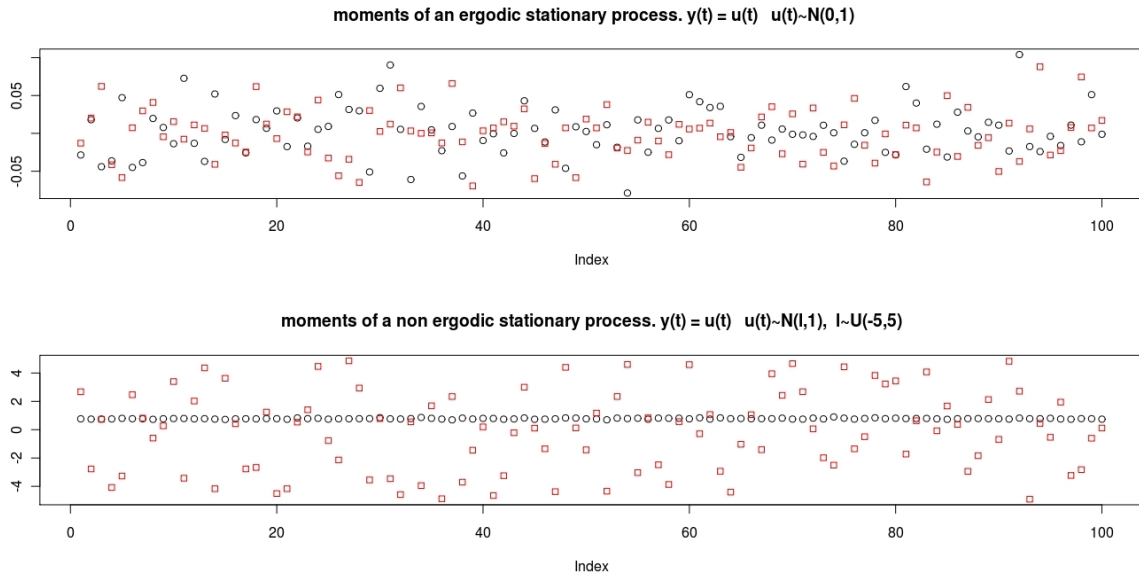 moments of an ergodic stationary process. y(t) = u(t)   u(t)~N(0,1)
0.05
-0.05
0 20 40 60 80 100
Index
moments of a non ergodic stationary process. y(t) = u(t)   u(t)~N(l,1),  l~U(-5,5)
4
2
0
-2
-4
0 20 40 60 80 100
Index